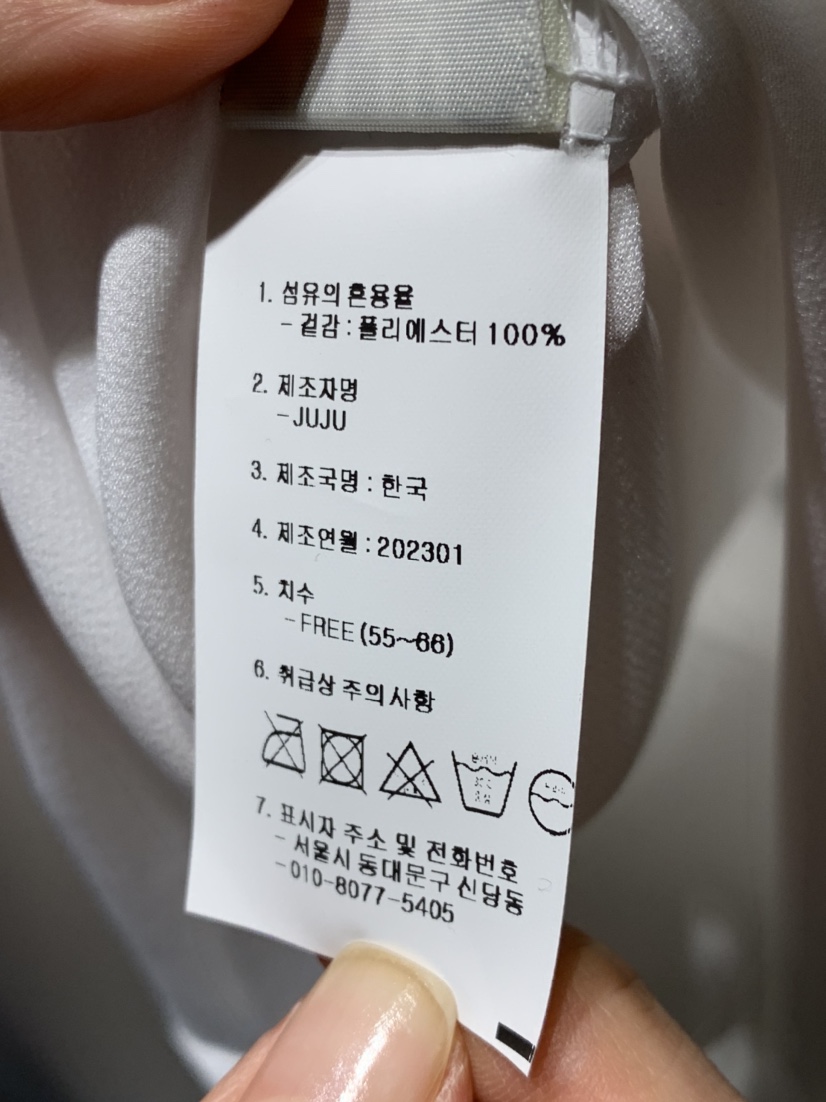 1. 섬유의 혼용율
- 겉감 : 폴리에스터 100%
2. 제조자명
-JUJU
3. 제조국명 : 한국
4. 제조연월 : 202301
5. 치수
-FREE (55~66)
6. 취급상 주의사항
7. 표시자 주소 및 전화번호
- 서울시 동대문구 신당동
-010-8077-5405